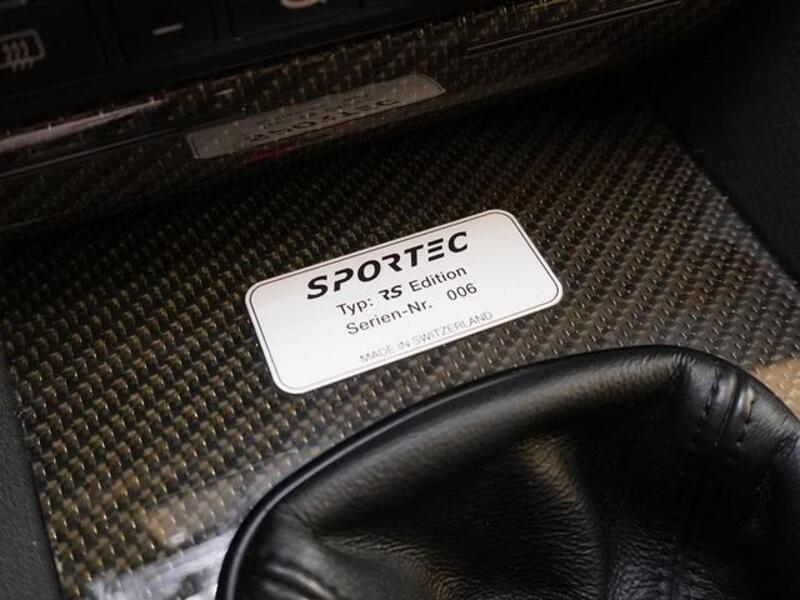 SPORTEC
Typ: RS Edition
Serien-Nr. 006
MADE IN SWITZERLAND